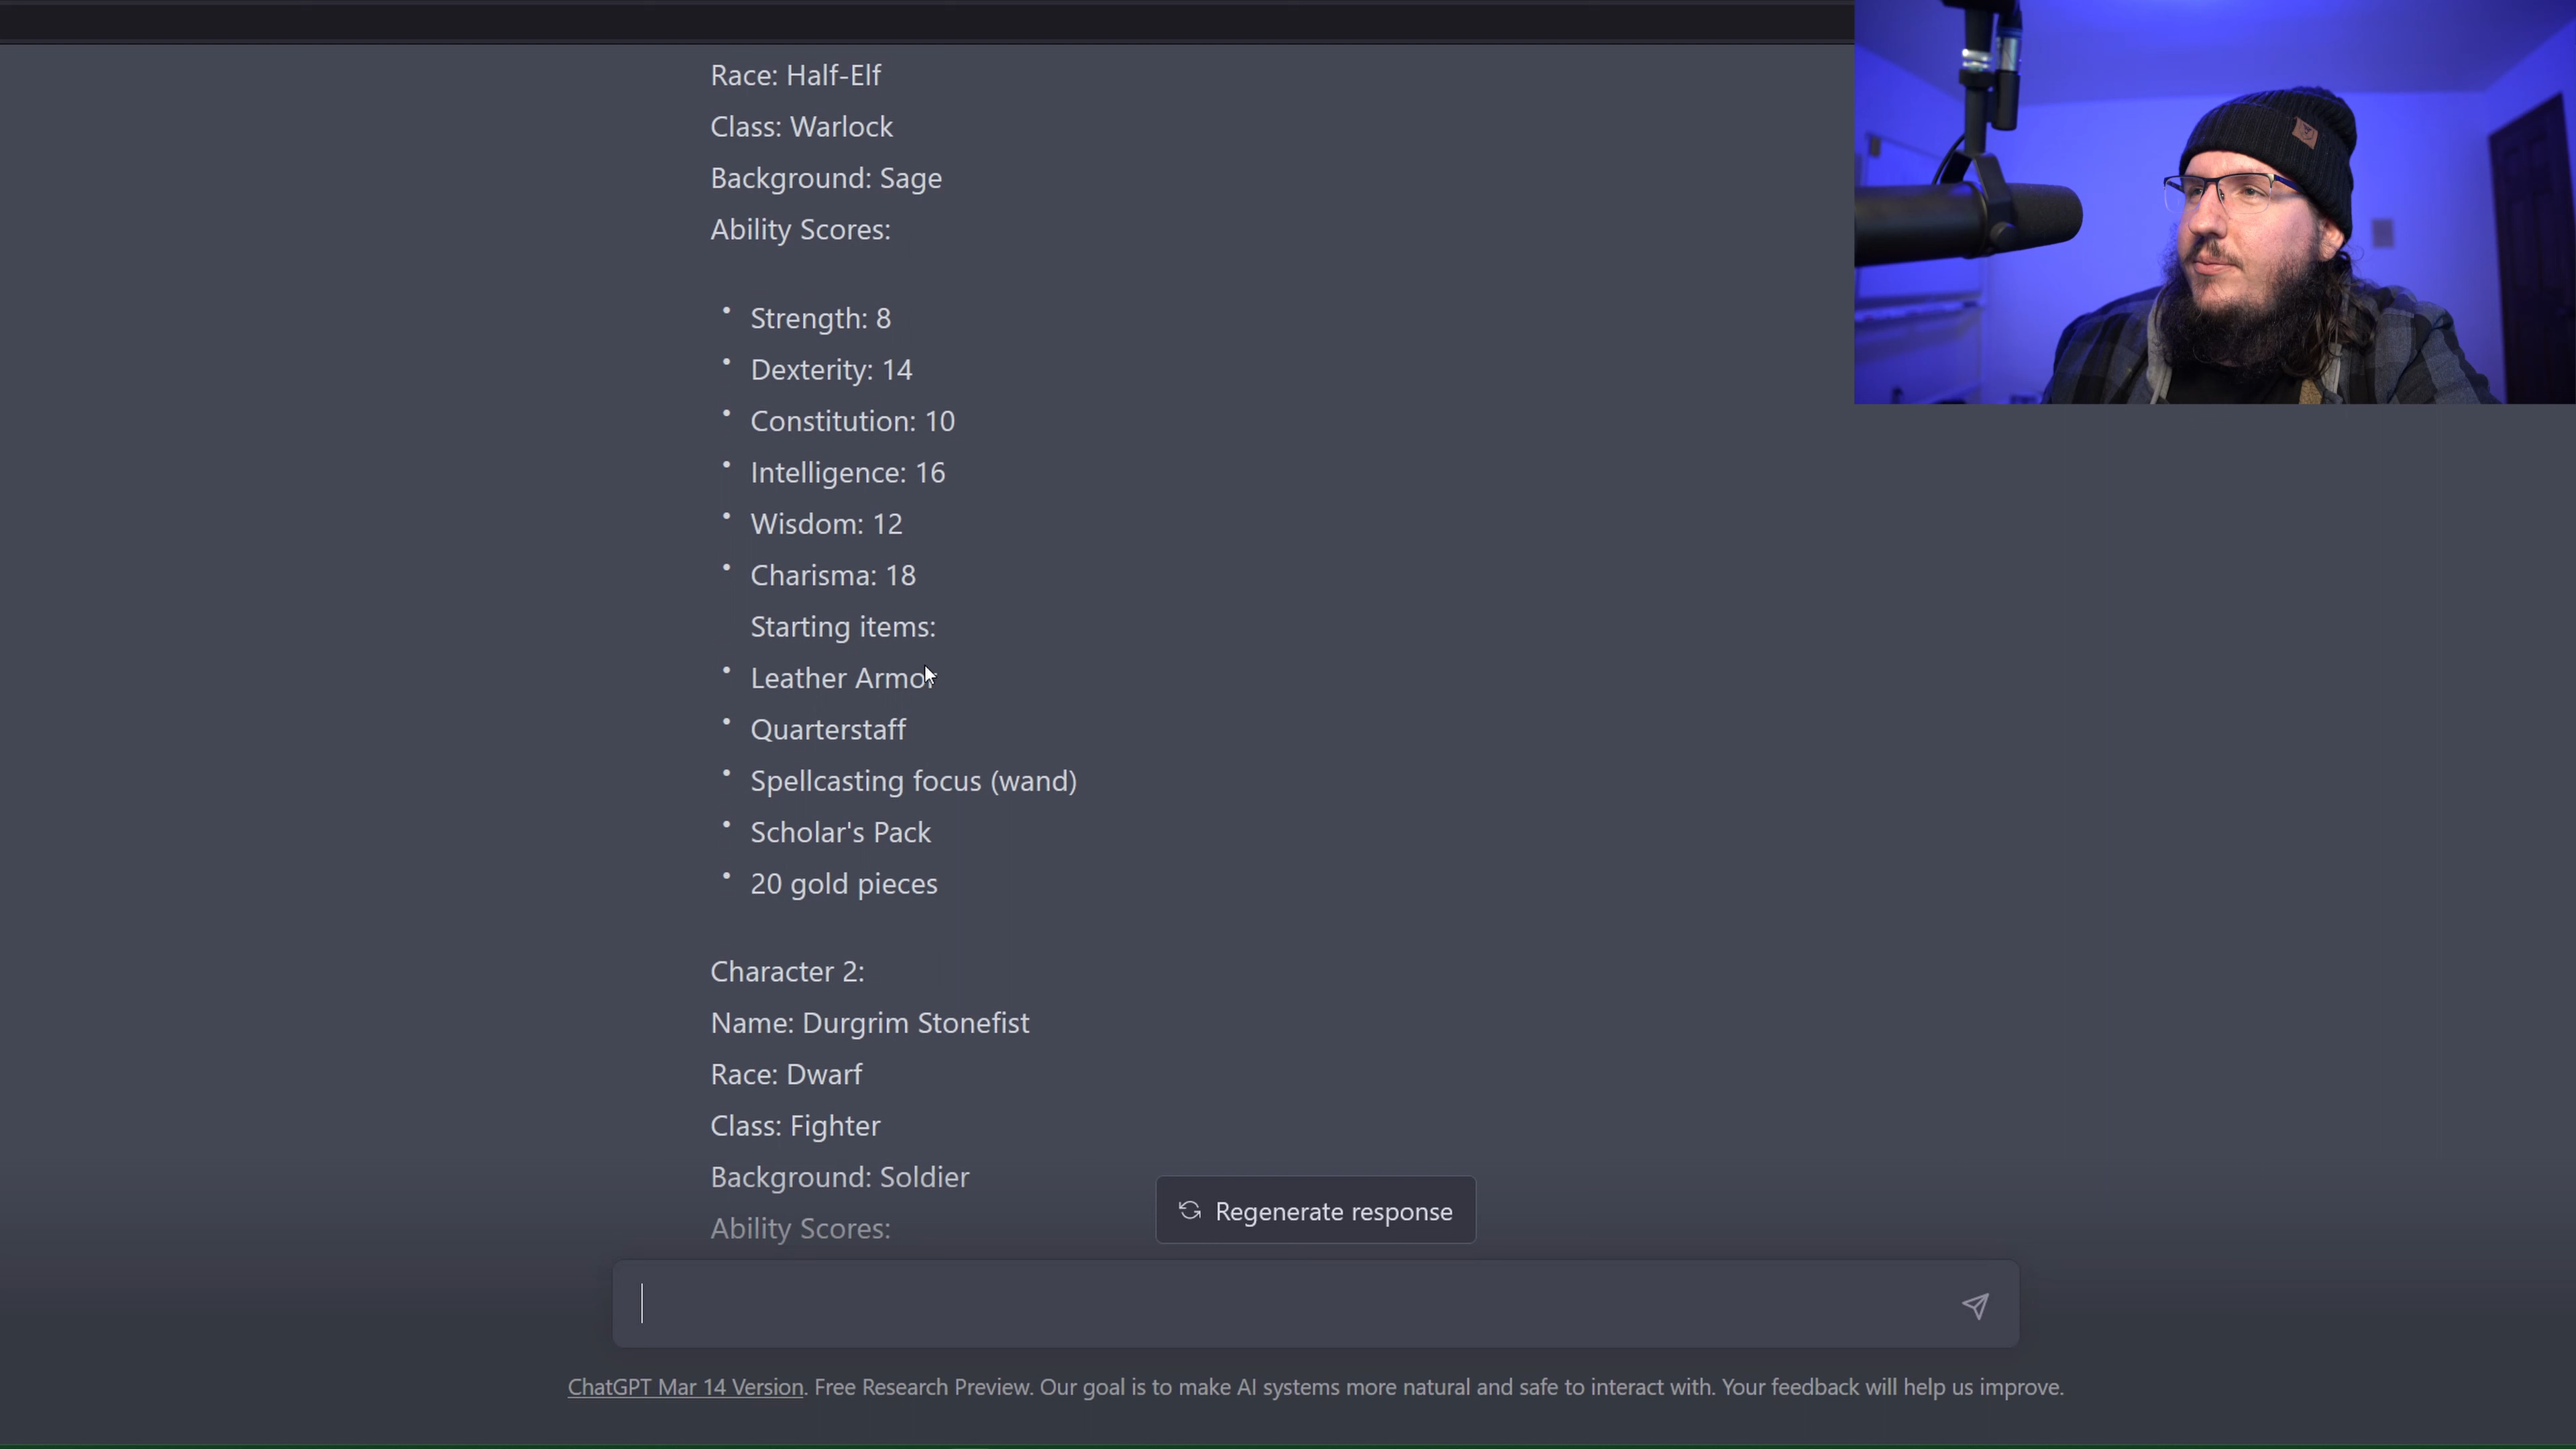 Race: Half-Elf
Class: Warlock
Background: Sage
Ability Scores:
• Strength: 8
• Dexterity: 14
• Constitution: 10
• Intelligence: 16
• Wisdom: 12
• Charisma: 18
Starting items:
• Leather Armor
• Quarterstaff
• Spellcasting focus (wand)
• Scholar's Pack
• 20 gold pieces
Character 2:
Name: Durgrim Stonefist
Race: Dwarf
Class: Fighter
Background: Soldier
Ability Scores:
Regenerate response
ChatGPT Mar 14 Version. Free Research Preview. Our goal is to make AI systems more natural and safe to interact with. Your feedback will help us improve.